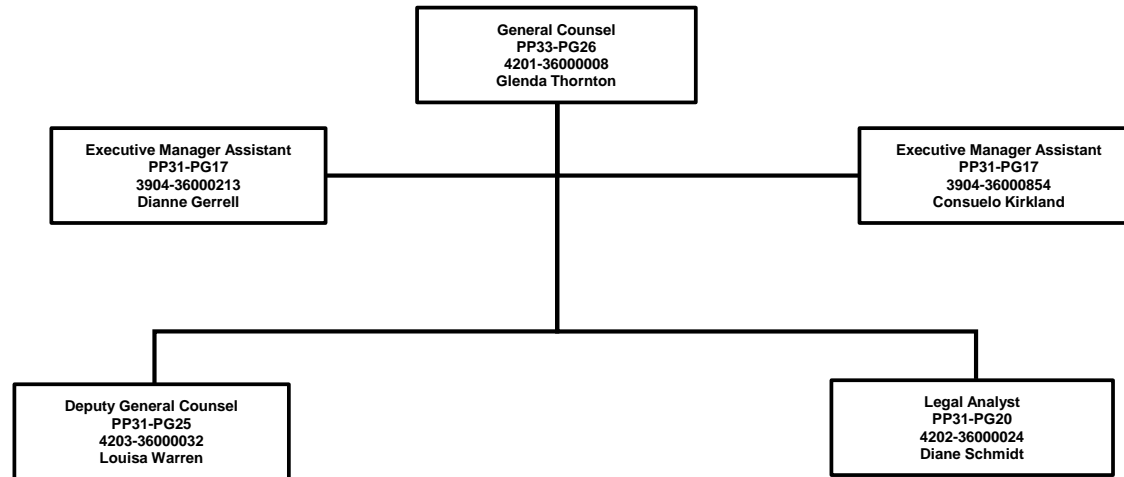 General Counsel
PP33-PG26
4201-36000008
Glenda Thornton
Executive Manager Assistant
PP31-PG17
3904-36000213
Dianne Gerrell
Executive Manager Assistant
PP31-PG17
3904-36000854
Consuelo Kirkland
Deputy General Counsel
PP31-PG25
4203-36000032
Louisa Warren
Legal Analyst
PP31-PG20
4202-36000024
Diane Schmidt